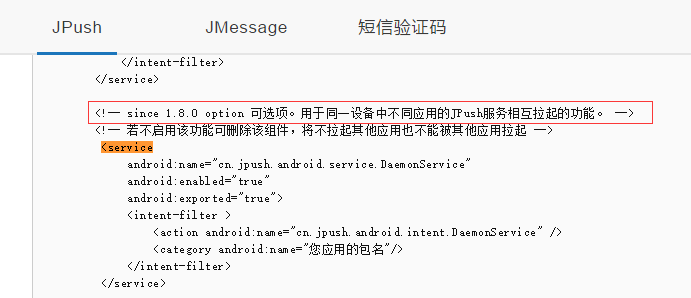 JPush JMessage 短信验证码
</intent-filter>
</service>
<!— since 1.8.0 option 可选项。用于同一设备中不同应用的JPush服务相互拉起的功能。 —>
<!— 若不启用该功能可删除该组件，将不拉起其他应用也不能被其他应用拉起 —>
<service
android:name="cn.jpush.android.service.DaemonService"
android:enabled="true"
android:exported="true">
<intent-filter >
<action android:name="cn.jpush.android.intent.DaemonService" />
<category android:name="您应用的包名"/>
</intent-filter>
</service>